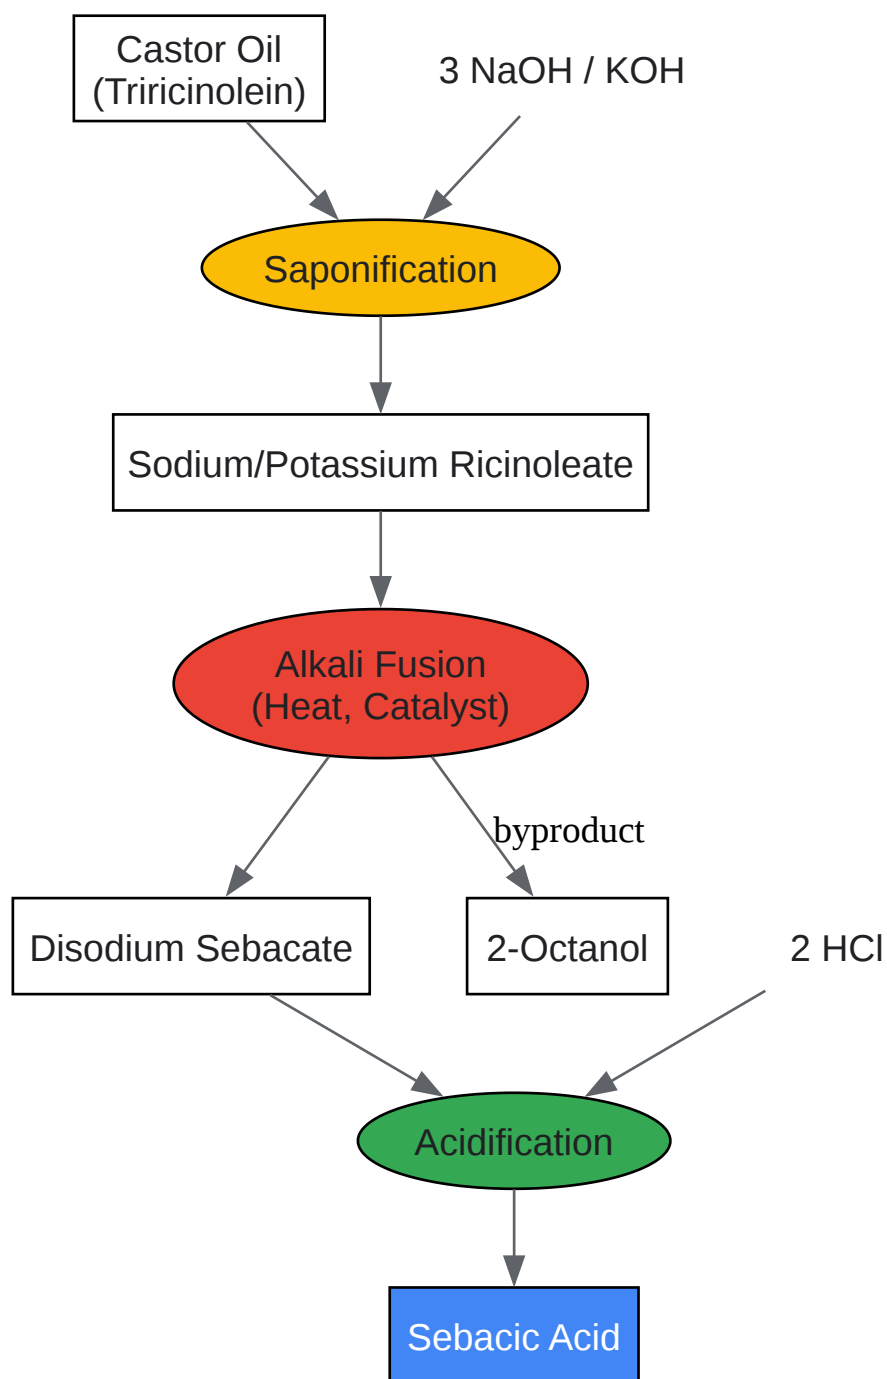 Castor Oil
(Triricinolein)
3 NaOH / KOH
Saponification
Sodium/Potassium Ricinoleate
Alkali Fusion
(Heat, Catalyst)
byproduct
Disodium Sebacate
2-Octanol
2 HCl
Acidification
Sebacic Acid